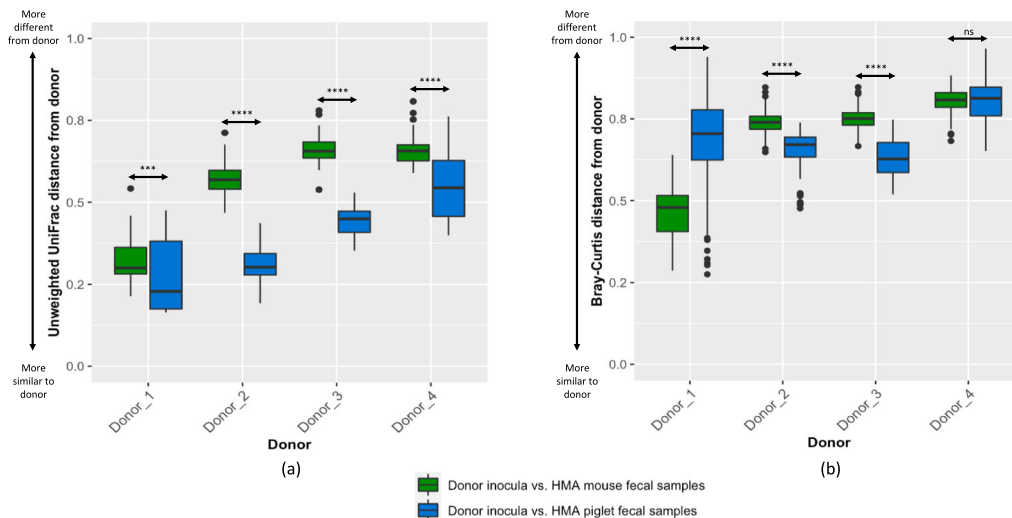 More
different
from donor
1.0
0.8
0.5
0.2
0.0
More
similar to
donor
Unweighted UniFrac distance from donor
***
****
****
****
Donor_1
Donor_2
Donor_3
Donor_4
Donor
(a)
More
different
from donor
1.0
0.8
0.5
0.2
0.0
More
similar to
donor
Bray-Curtis distance from donor
****
****
****
ns
Donor_1
Donor_2
Donor_3
Donor_4
Donor
(b)
Donor inocula vs. HMA mouse fecal samples
Donor inocula vs. HMA piglet fecal samples